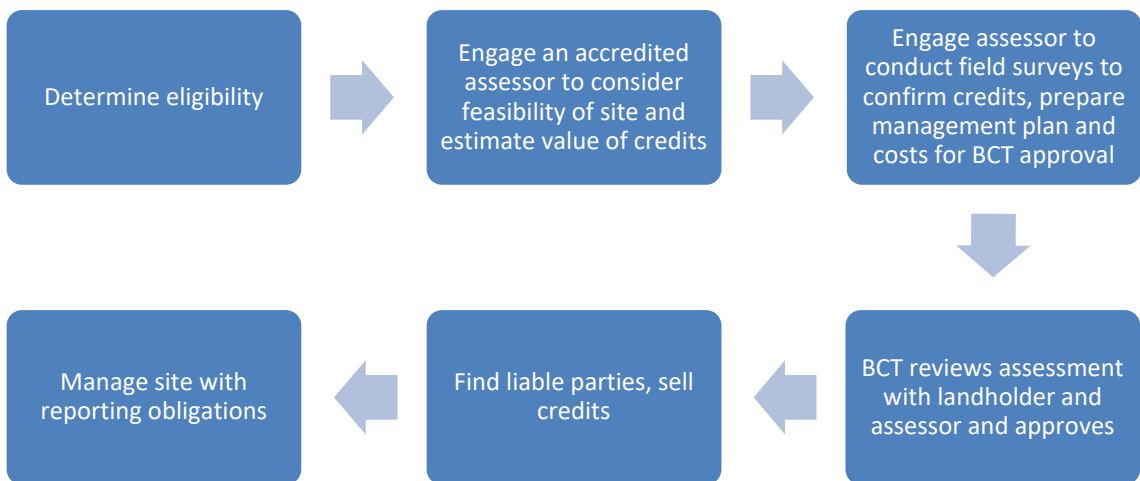 Determine eligibility
Engage an accredited
assessor to consider
feasibility of site and
estimate value of credits
Engage assessor to
conduct field surveys to
confirm credits, prepare
management plan and
costs for BCT approval
BCT reviews assessment
with landholder and
assessor and approves
Find liable parties, sell
credits
Manage site with
reporting obligations